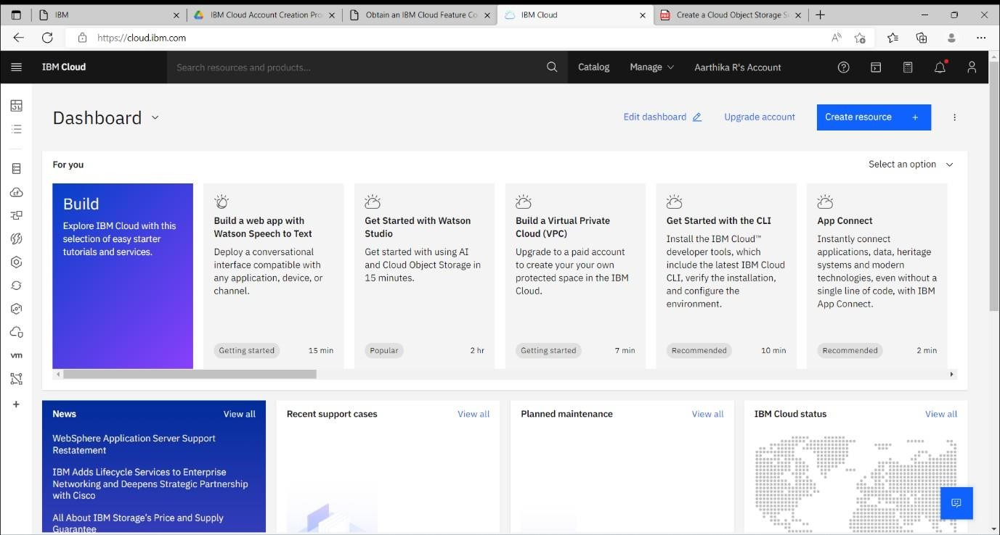 IBM
IBM Cloud Account Creation Pro
Obtain an IBM Cloud Feature Co
IBM Cloud
Create a Cloud Object Storage S
https://cloud.ibm.com
IBM Cloud
Search resources and products...
Catalog
Manage
Aarthika R's Account
Dashboard
Edit dashboard
Upgrade account
Create resource +
For you
Select an option
Build
Explore IBM Cloud with this
selection of easy starter
tutorials and services.
Build a web app with
Watson Speech to Text
Deploy a conversational
interface compatible with
any application, device, or
channel.
Getting started
15 min
Get Started with Watson
Studio
Get started with using AI
and Cloud Object Storage in
15 minutes.
Popular
2 hr
Build a Virtual Private
Cloud (VPC)
Upgrade to a paid account
to create your your own
protected space in the IBM
Cloud.
Getting started
7 min
Get Started with the CLI
Install the IBM Cloud™
developer tools, which
include the latest IBM Cloud
CLI, verify the installation,
and configure the
environment.
Recommended
10 min
App Connect
Instantly connect
applications, data, heritage
systems and modern
technologies, even without a
single line of code, with IBM
App Connect.
Recommended
2 min
vm
News
View all
WebSphere Application Server Support
Restatement
IBM Adds Lifecycle Services to Enterprise
Networking and Deepens Strategic Partnership
with Cisco
All About IBM Storage's Price and Supply
Guarantee
Recent support cases
View all
Planned maintenance
View all
IBM Cloud status
View all